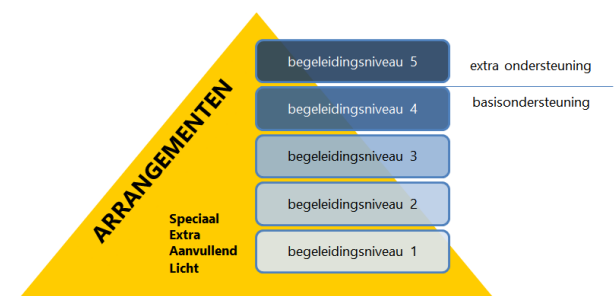 ARRANGEMENTEN
begeleidingsniveau 5
extra ondersteuning
begeleidingsniveau 4
basisondersteuning
begeleidingsniveau 3
begeleidingsniveau 2
begeleidingsniveau 1
Speciaal
Extra
Aanvullend
Licht